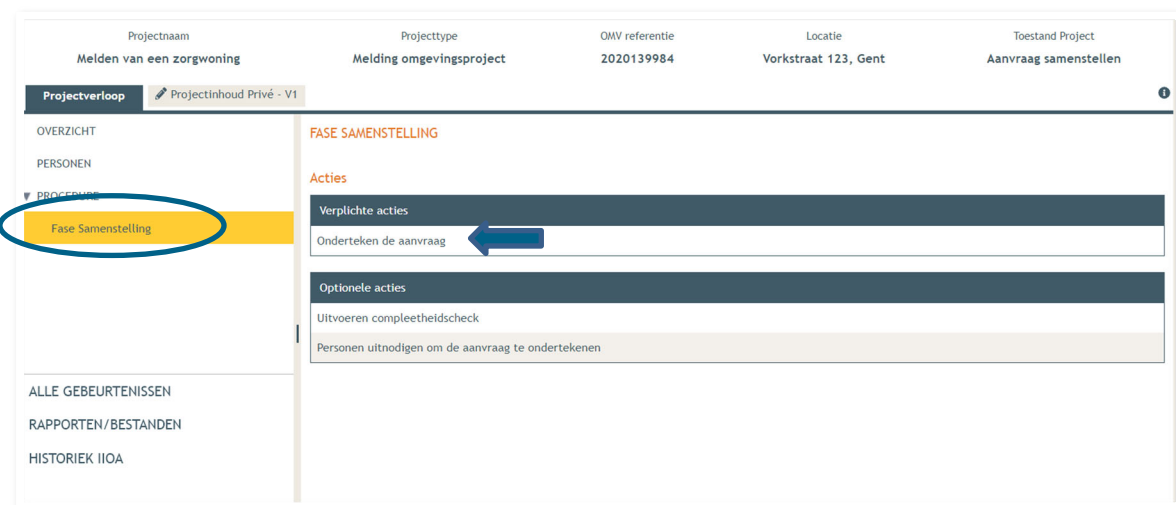 Projectnaam Projecttype OMV referentie Locatie Toestand Project
Melden van een zorgwoning Melding omgevingsproject 2020139984 Vorkstraat 123, Gent Aanvraag samenstellen
Projectverloop Projectinhoud Privé - V1
OVERZICHT
PERSONEN
PROCEDURE
Fase Samenstelling
ALLE GEBEURTENISSEN
RAPPORTEN/BESTANDEN
HISTORIEK IIOA
FASE SAMENSTELLING
Acties
Verplichte acties
Onderteken de aanvraag
Optionele acties
Uitvoeren compleetheidscheck
Personen uitnodigen om de aanvraag te ondertekenen